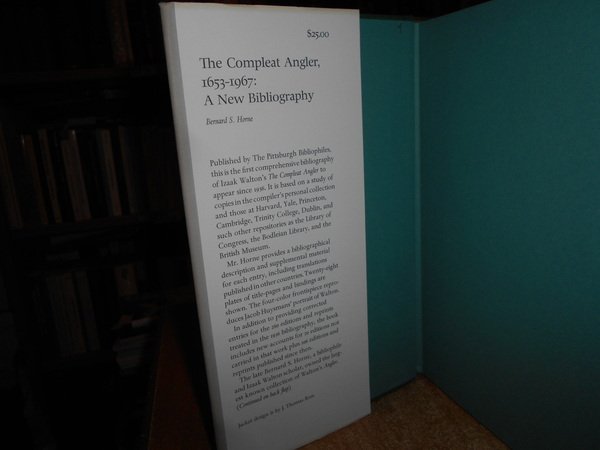 $25.00
The Compleat Angler,
1653-1967:
A New Bibliography
Bernard S. Horne
Published by The Pittsburgh Bibliophiles,
this is the first comprehensive bibliography
of Izaak Walton's The Compleat Angler to
appear since 1935. It is based on a study of
copies in the compiler's personal collection
and those at Harvard, Yale, Princeton,
Cambridge, Trinity College, Dublin, and
such other repositories as the Library of
Congress, the Bodleian Library, and the
British Museum.
Mr. Horne provides a bibliographical
description and supplemental material
for each entry, including translations
published in other countries. Twenty-eight
plates of title-pages and bindings are
shown. The four-color frontispiece repro-
duces Jacob Huysmans' portrait of Walton.
In addition to providing corrected
entries for the editions and reprints
treated in the bibliography, the book
includes new accounts for editions not
carried in that work plus editions and
reprints published since then.
The late Bernard S. Horne, a bibliophile
and Izaak Walton scholar, owned the larg-
est known collection of Walton's Angler.
(Continued on back flap)
Jacket design is by J. Thomas